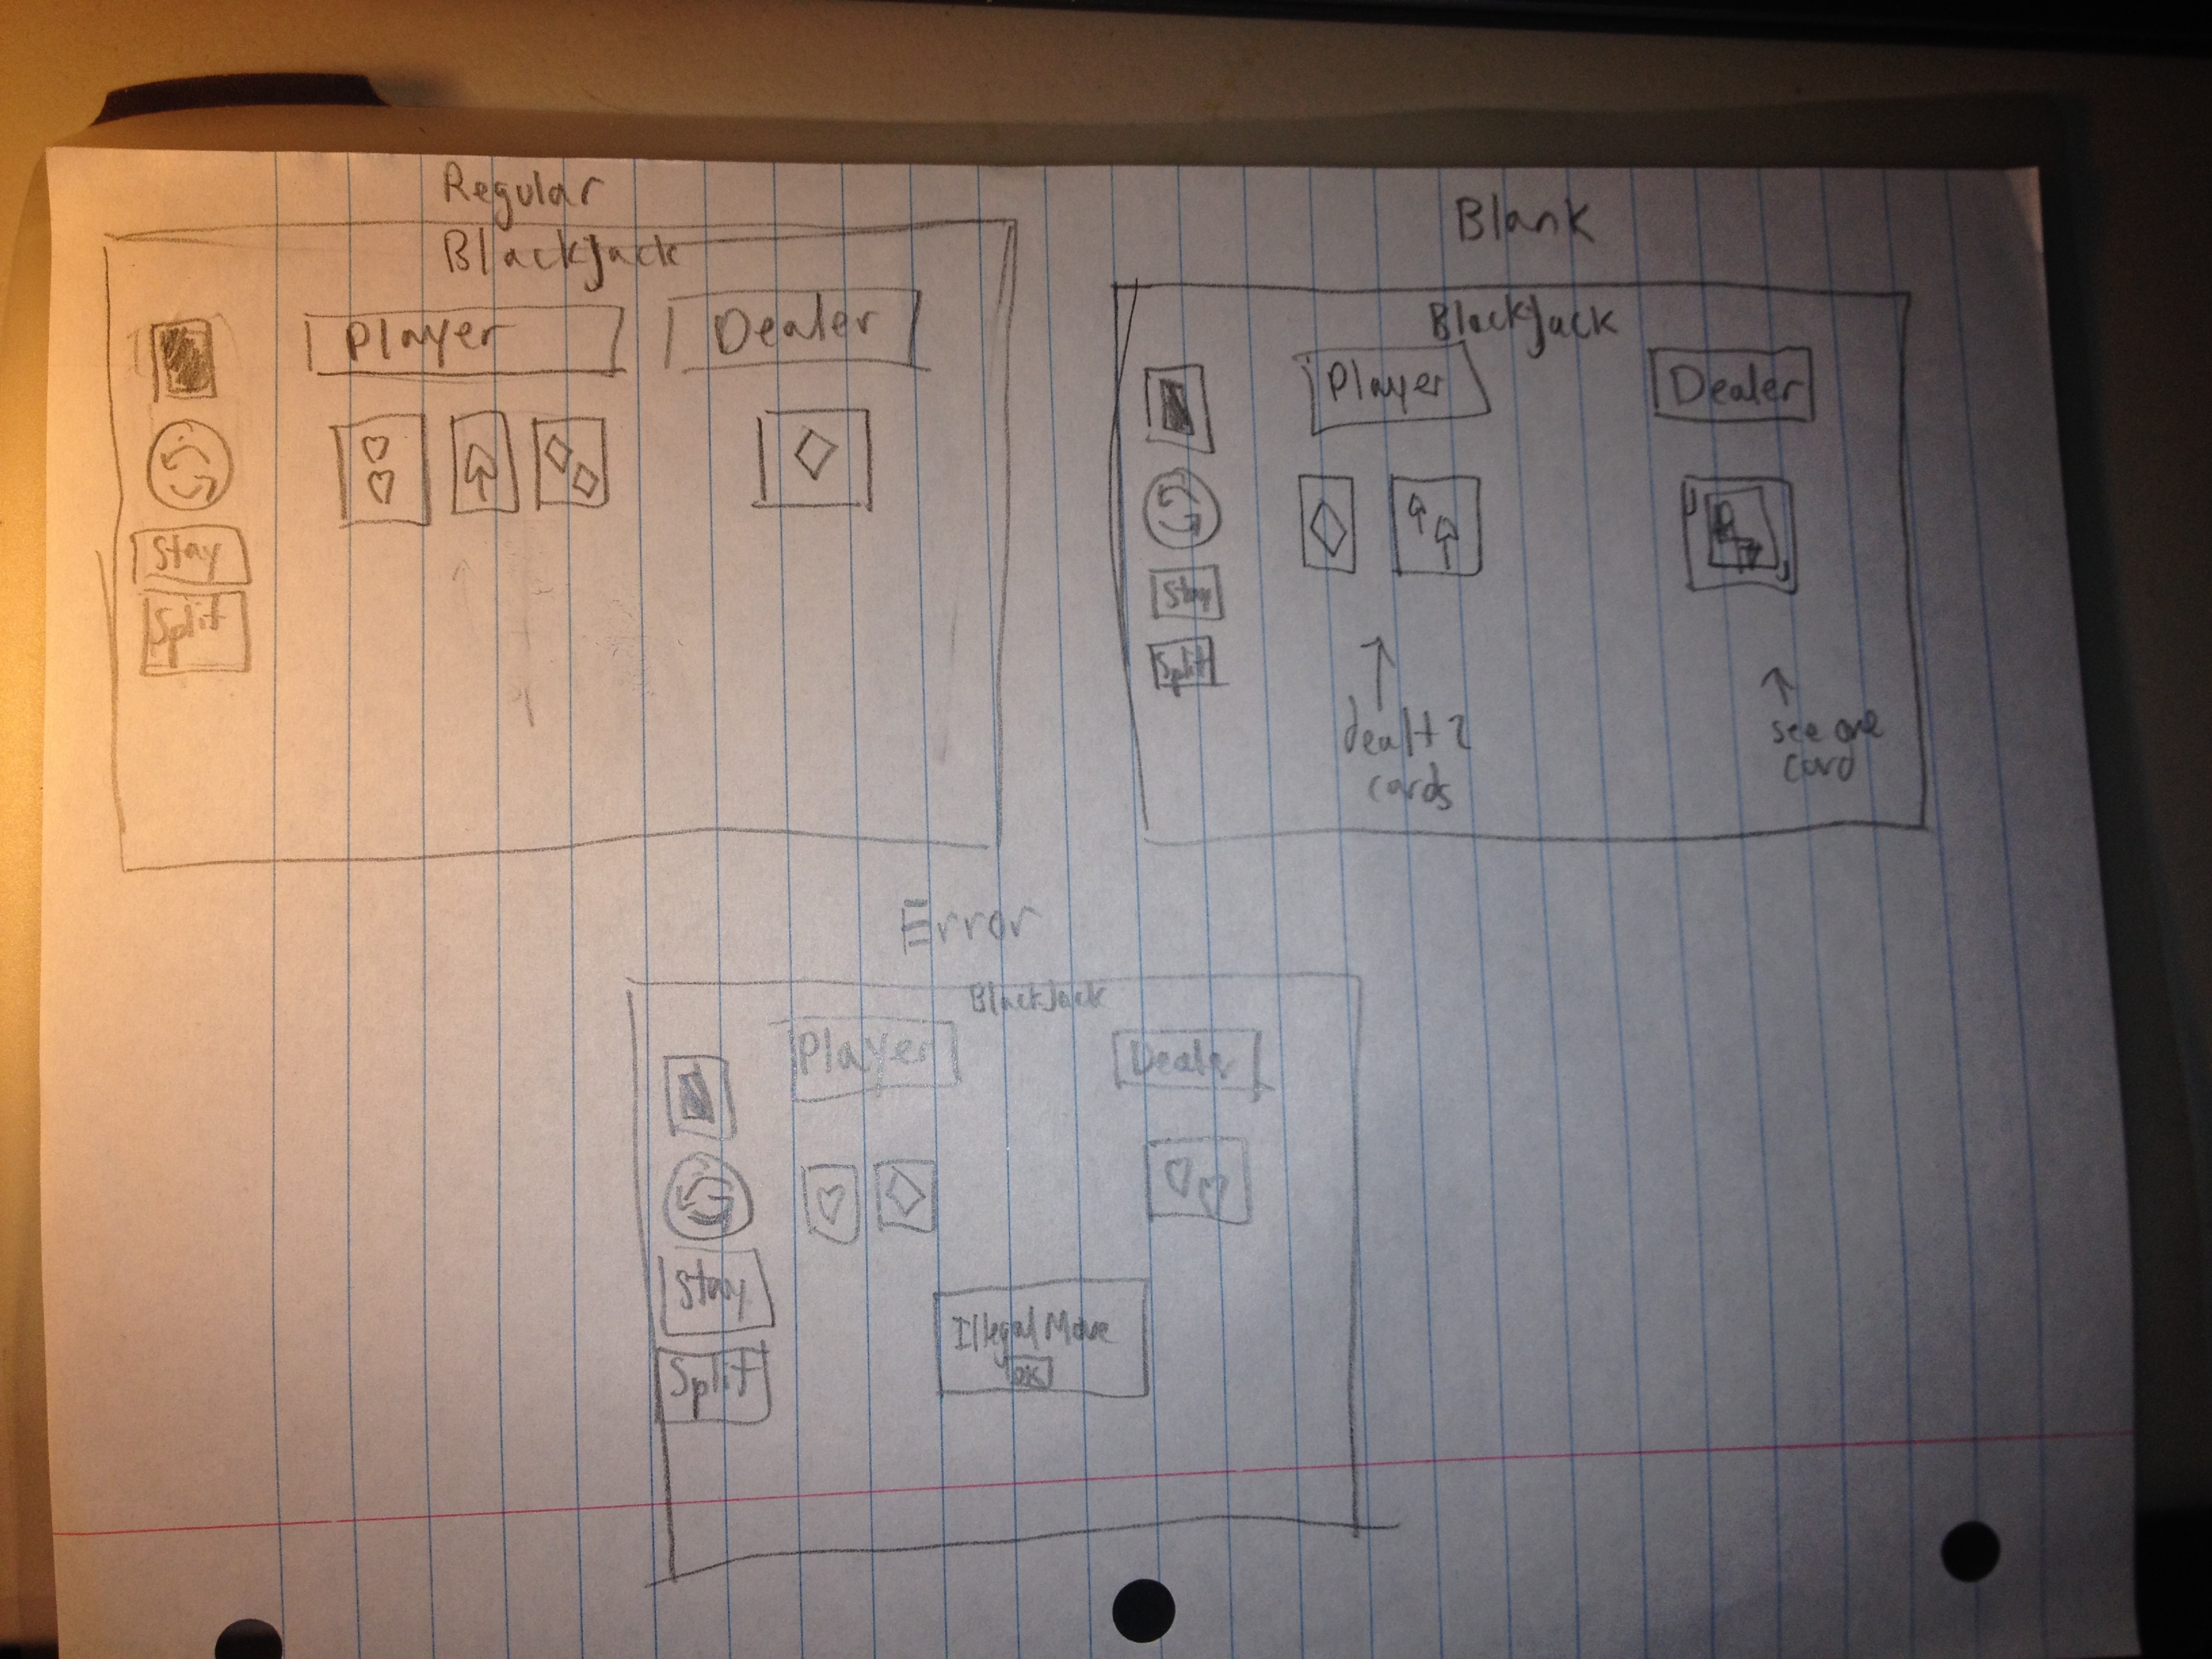 Regular
BlackJack
Player
Dealer
Stay
Split
Blank
BlackJack
Player
Dealer
Stay
Split
dealt 2
cards
see one
card
Error
BlackJack
Player
Dealer
Stay
Split
Illegal Move
OK